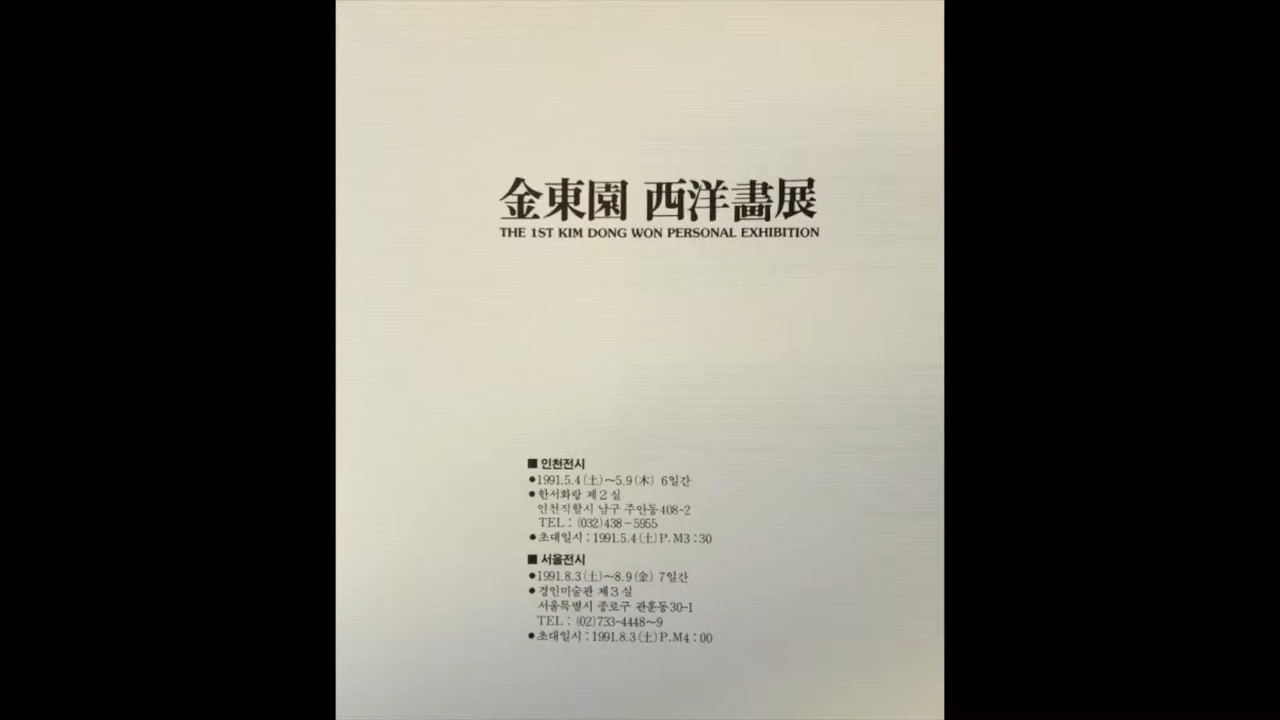 金東園 西洋畵展
THE 1ST KIM DONG WON PERSONAL EXHIBITION
■ 인천전시
●1991.5.4(土)~5.9(木) 6일간
●한서화랑 제2실
인천직할시 남구 주안동408-2
TEL : (032)438-5955
●초대일시 : 1991.5.4(土)P.M3 : 30
■ 서울전시
●1991.8.3(土)~8.9(金) 7일간
●경인미술관 제3실
서울특별시 종로구 관훈동30-1
TEL : (02)733-4448~9
●초대일시 : 1991.8.3(土)P.M4 : 00